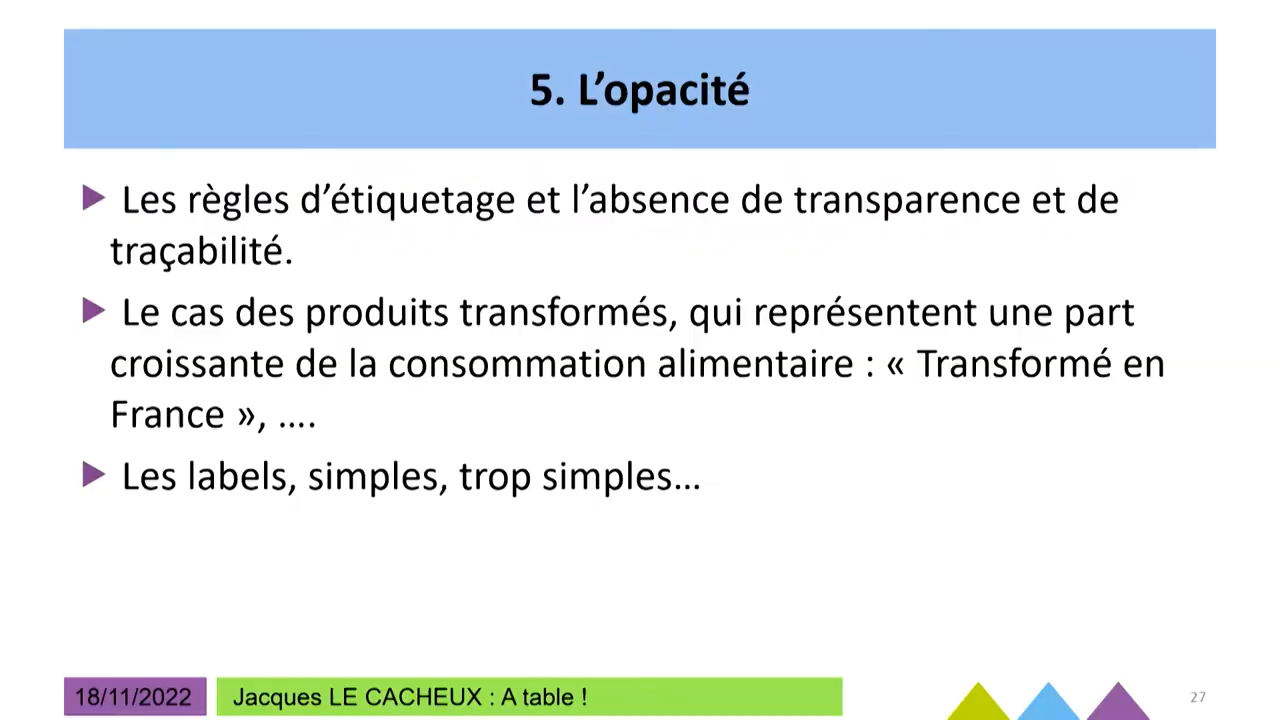 5. L’opacité
Les règles d’étiquetage et l’absence de transparence et de
traçabilité.
Le cas des produits transformés, qui représentent une part
croissante de la consommation alimentaire : « Transformé en
France », ….
Les labels, simples, trop simples…
18/11/2022
Jacques LE CACHEUX : A table !
27